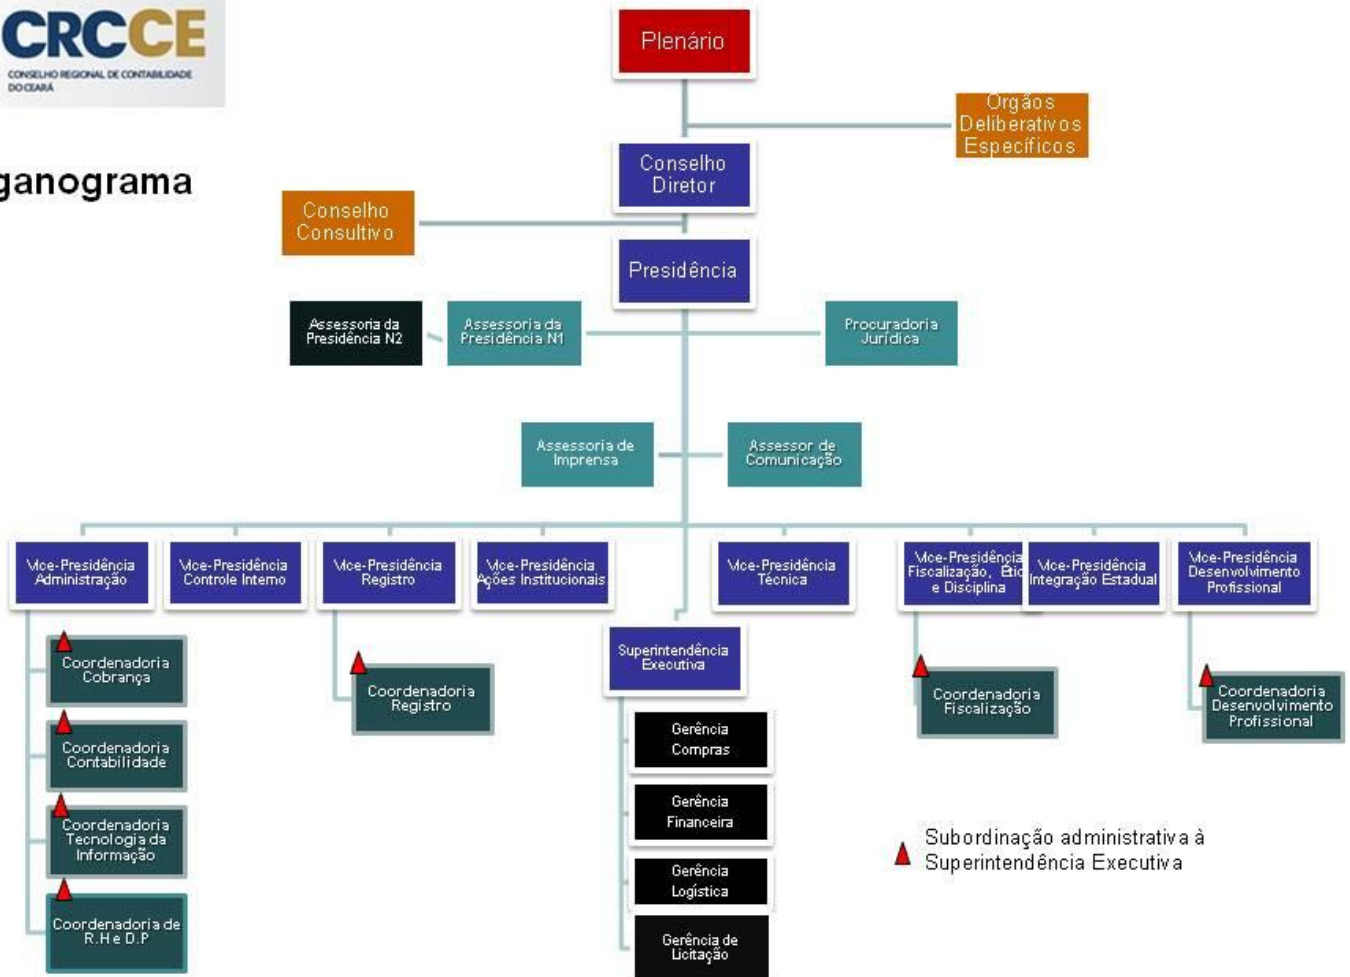 CRCCE
CONSELHO REGIONAL DE CONTABILIDADE
DO CEARÁ
ganograma
Plenário
Orgãos
Deliberativos
Específicos
Conselho
Diretor
Conselho
Consultivo
Presidência
Assessoria da
Presidência N2
Assessoria da
Presidência N1
Procuradoria
Jurídica
Assessoria de
Imprensa
Assessor de
Comunicação
Vice-Presidência
Administração
Vice-Presidência
Controle Interno
Vice-Presidência
Registro
Vice-Presidência
Ações Institucionais
Vice-Presidência
Técnica
Vice-Presidência
Fiscalização, Étic
e Disciplina
Vice-Presidência
Integração Estadual
Vice-Presidência
Desenvolvimento
Profissional
Superintendência
Executiva
Coordenadoria
Cobrança
Coordenadoria
Registro
Coordenadoria
Fiscalização
Coordenadoria
Desenvolvimento
Profissional
Gerência
Compras
Coordenadoria
Contabilidade
Gerência
Financeira
Coordenadoria
Tecnologia da
Informação
Gerência
Logística
Coordenadoria de
R.H e D.P
Gerência de
Licitação
Subordinação administrativa à
Superintendência Executiva